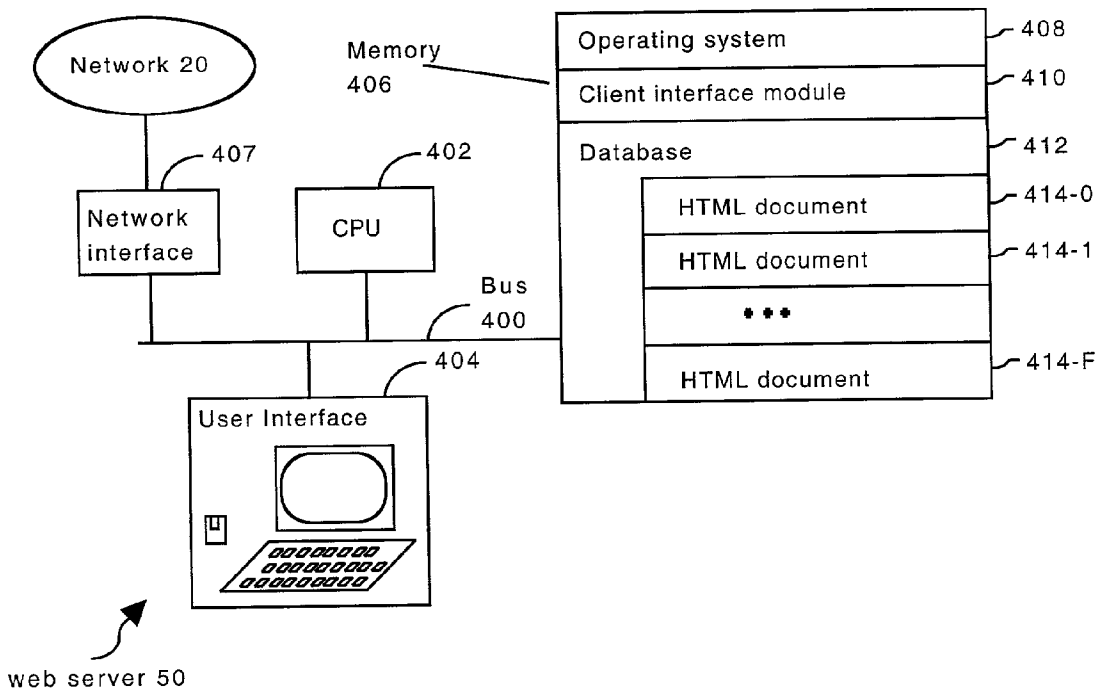 Network 20
407
Network
interface
402
CPU
Memory
406
Bus
400
404
User Interface
Operating system
408
Client interface module
410
Database
412
HTML document
414-0
HTML document
414-1
•••
HTML document
414-F
web server 50